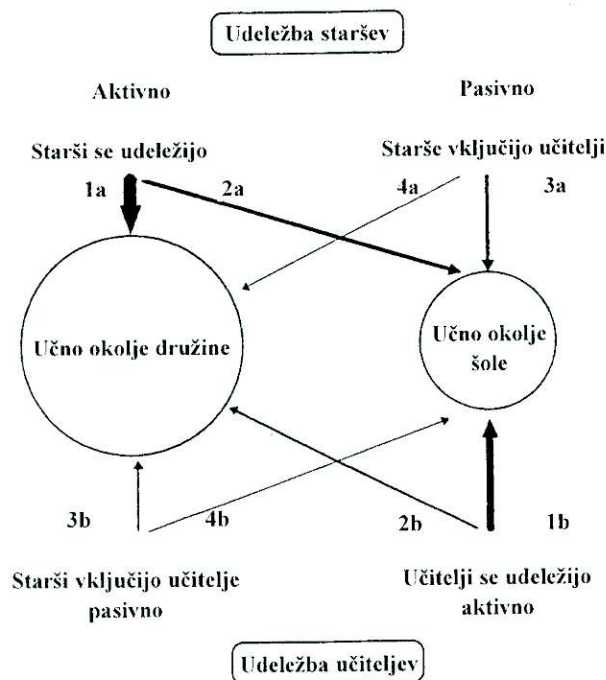 Udeležba staršev
Aktivno
Pasivno
Starši se udeležijo
Starše vključijo učitelji
1a
2a
4a
3a
Učno okolje družine
Učno okolje
šole
3b
4b
2b
1b
Starši vključijo učitelje
pasivno
Učitelji se udeležijo
aktivno
Udeležba učiteljev